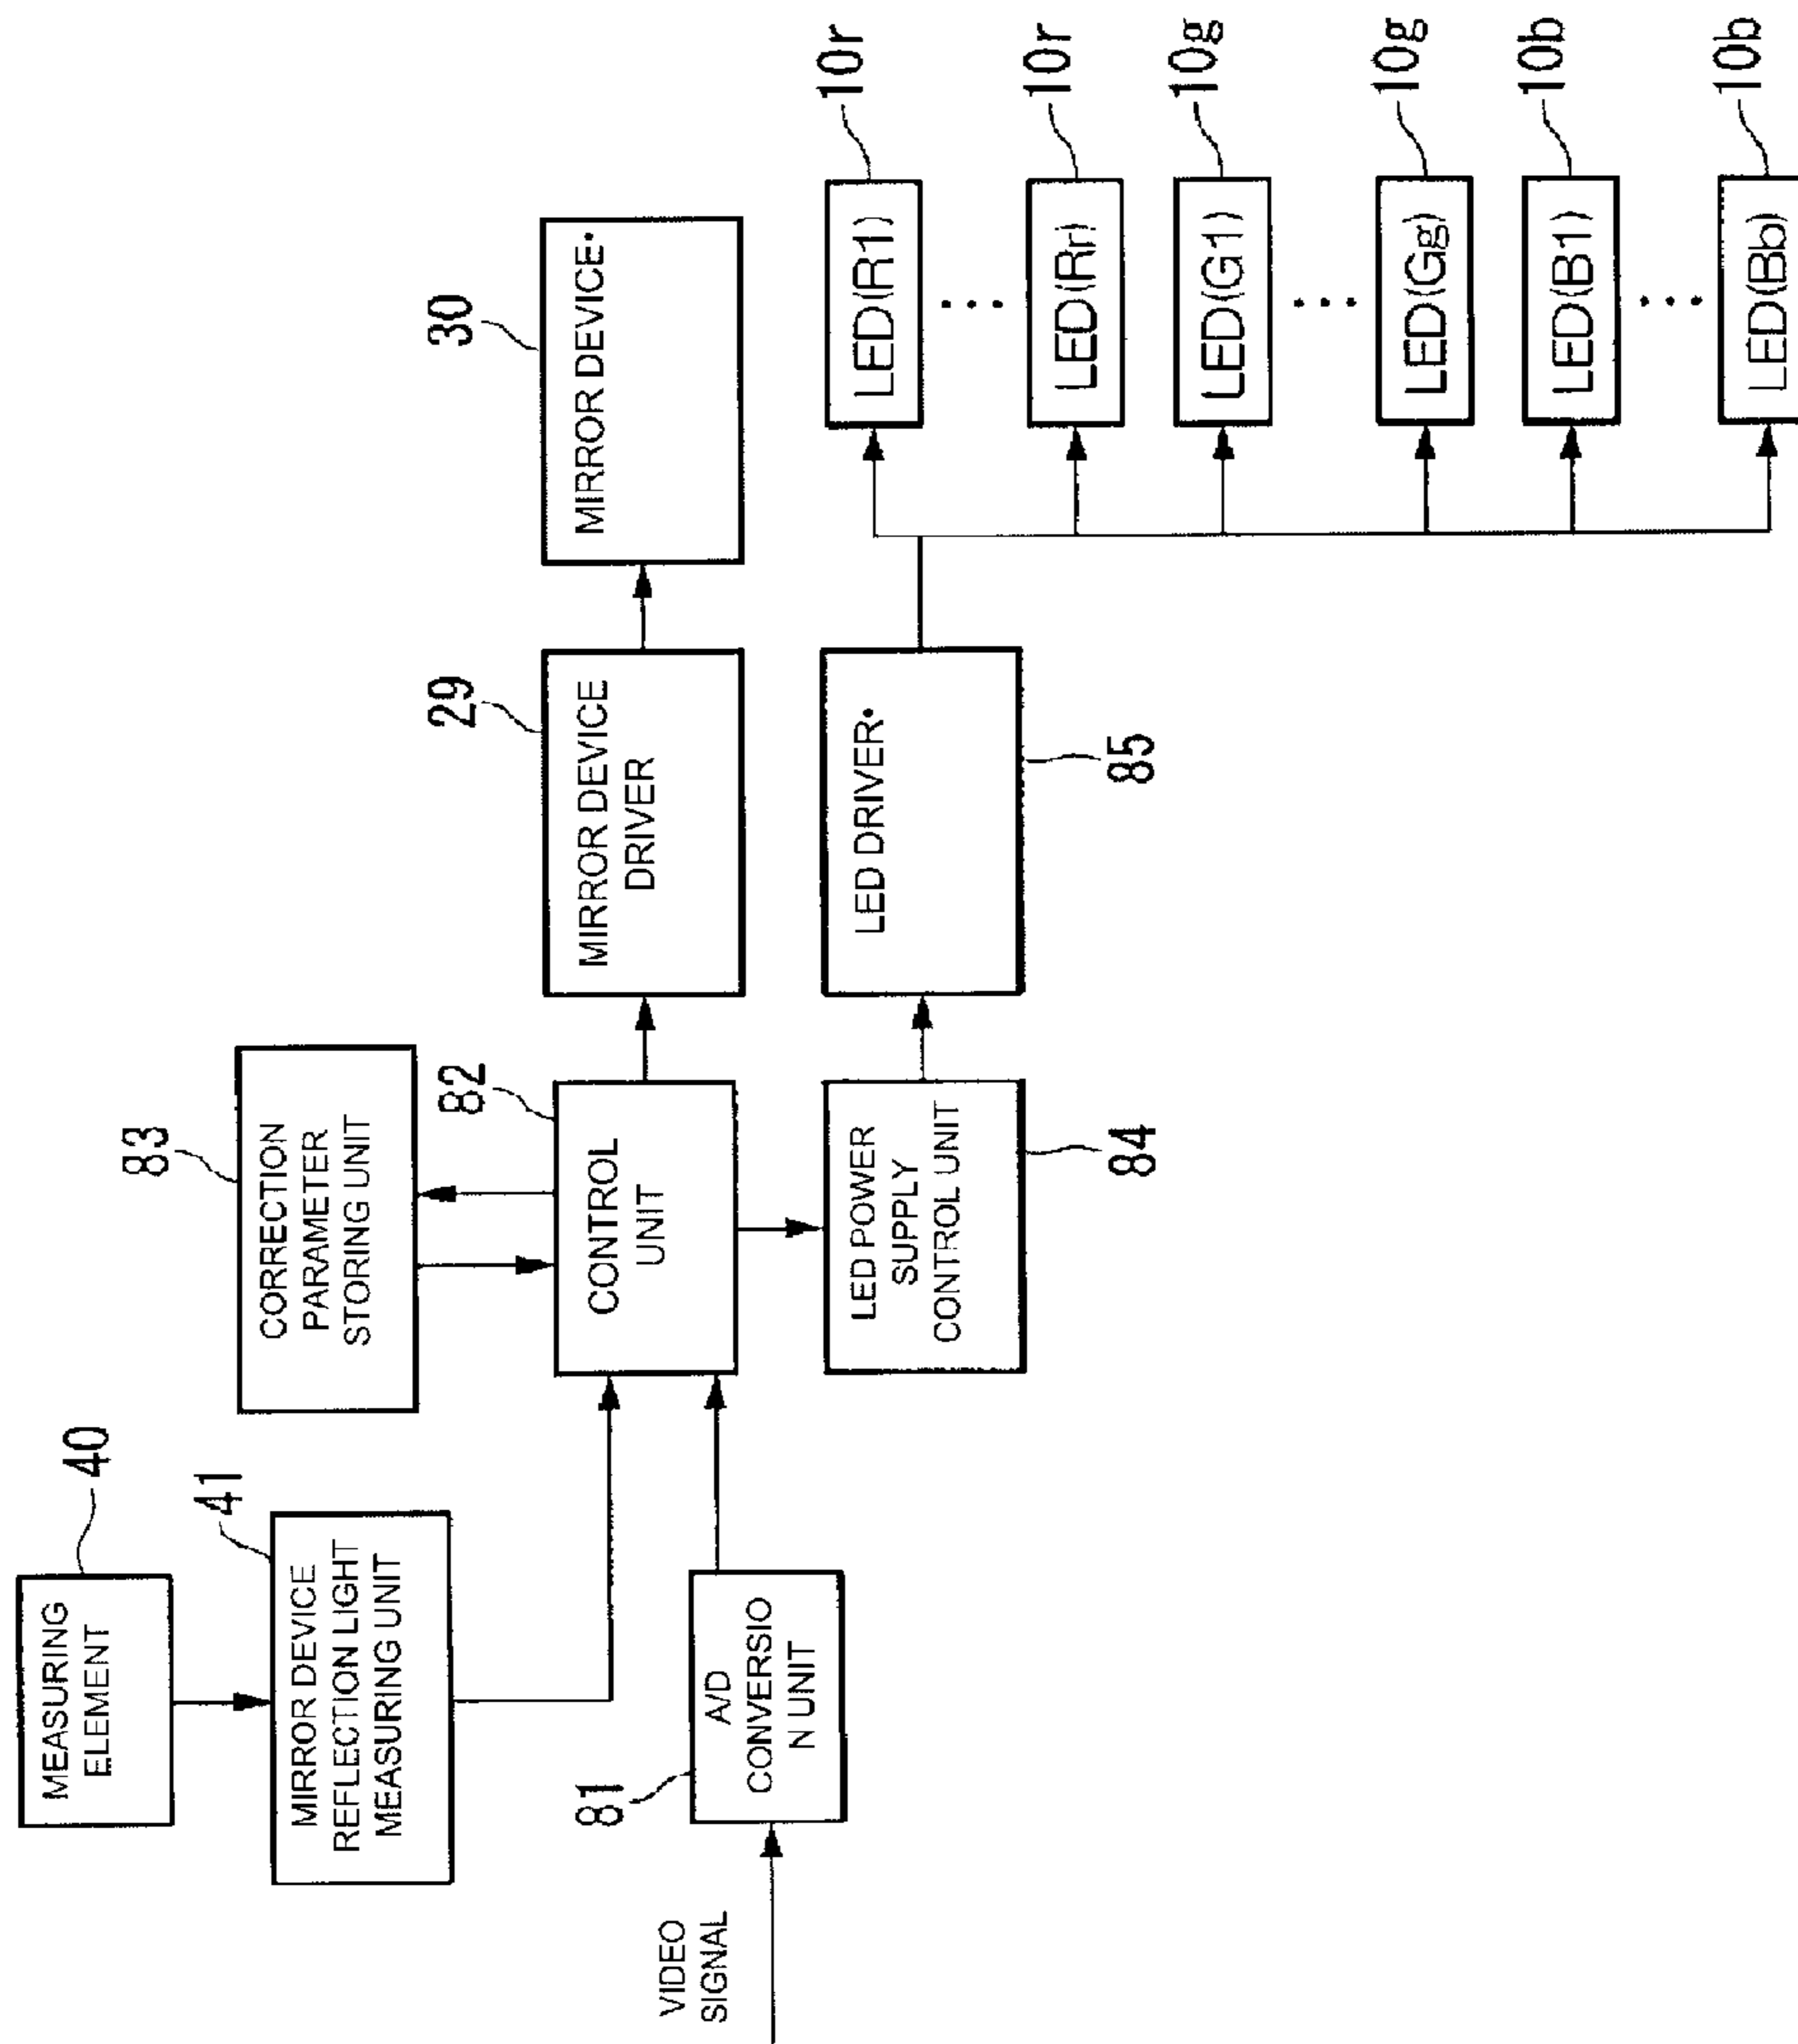 40
MEASURING
ELEMENT
41
MIRROR DEVICE
REFLECTION LIGHT
MEASURING UNIT
VIDEO
SIGNAL
81
A/D
CONVERSIO
N UNIT
83
CORRECTION
PARAMETER
STORING UNIT
82
CONTROL
UNIT
LED POWER
SUPPLY
CONTROL UNIT
84
29
MIRROR DEVICE
DRIVER
LED DRIVER•
85
30
MIRROR DEVICE•
LED(R1)
10r
• • •
LED(Rr)
10r
LED(G1)
10g
• • •
LED(Gg)
10g
LED(B1)
10b
• • •
LED(Bb)
10b